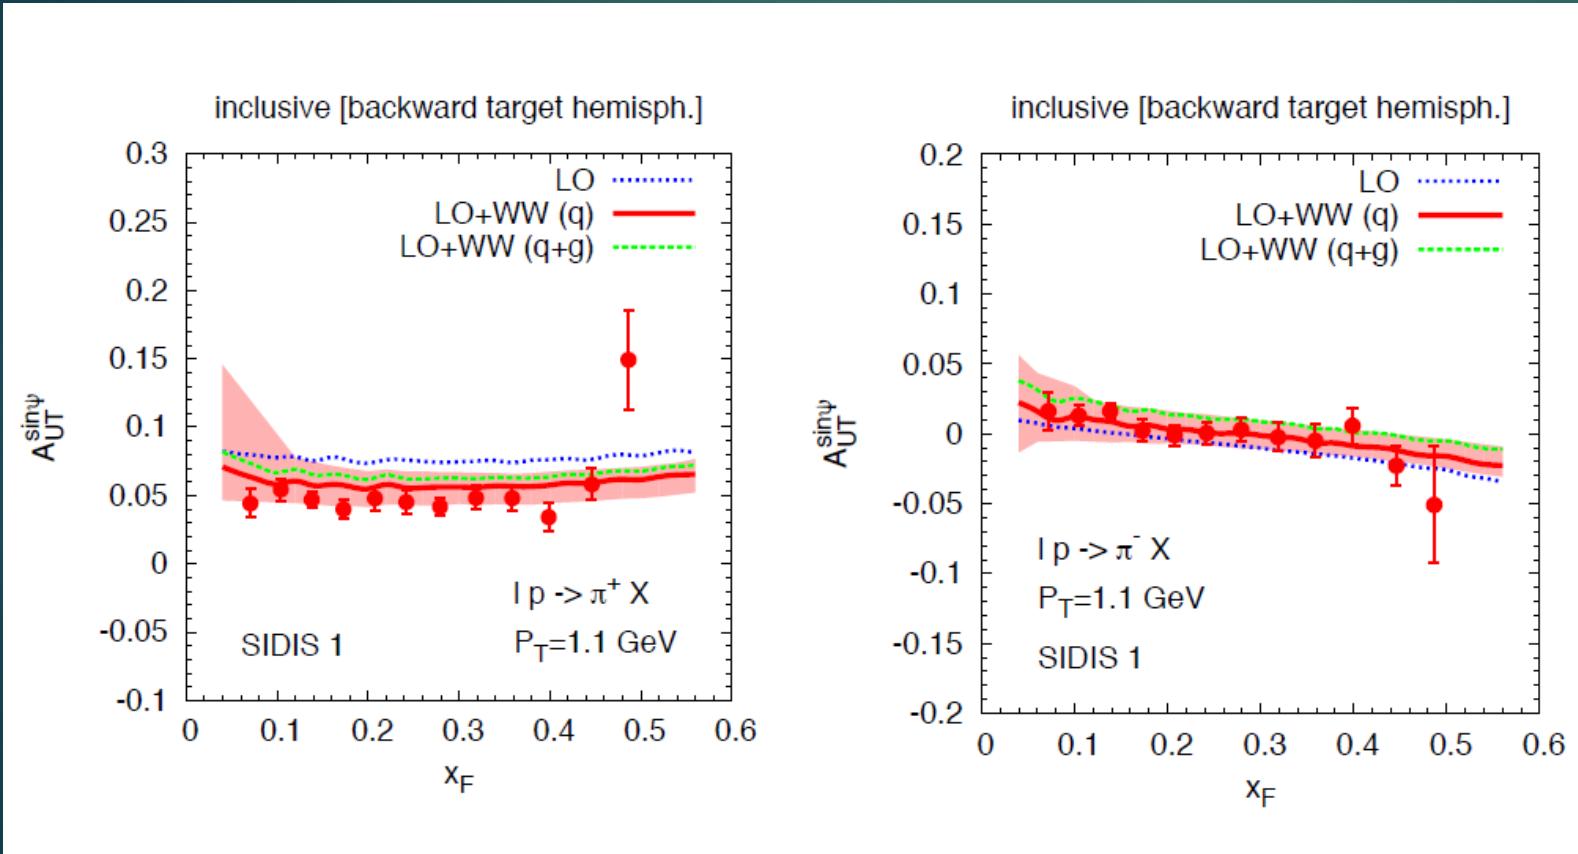 inclusive [backward target hemisph.]
0.3
0.25
0.2
0.15
0.1
0.05
0
-0.05
-0.1
A_UT^sinψ
LO
LO+WW (q)
LO+WW (q+g)
l p -> π⁺ X
P_T=1.1 GeV
SIDIS 1
0 0.1 0.2 0.3 0.4 0.5 0.6
x_F
inclusive [backward target hemisph.]
0.2
0.15
0.1
0.05
0
-0.05
-0.1
-0.15
-0.2
A_UT^sinψ
LO
LO+WW (q)
LO+WW (q+g)
l p -> π⁻ X
P_T=1.1 GeV
SIDIS 1
0 0.1 0.2 0.3 0.4 0.5 0.6
x_F